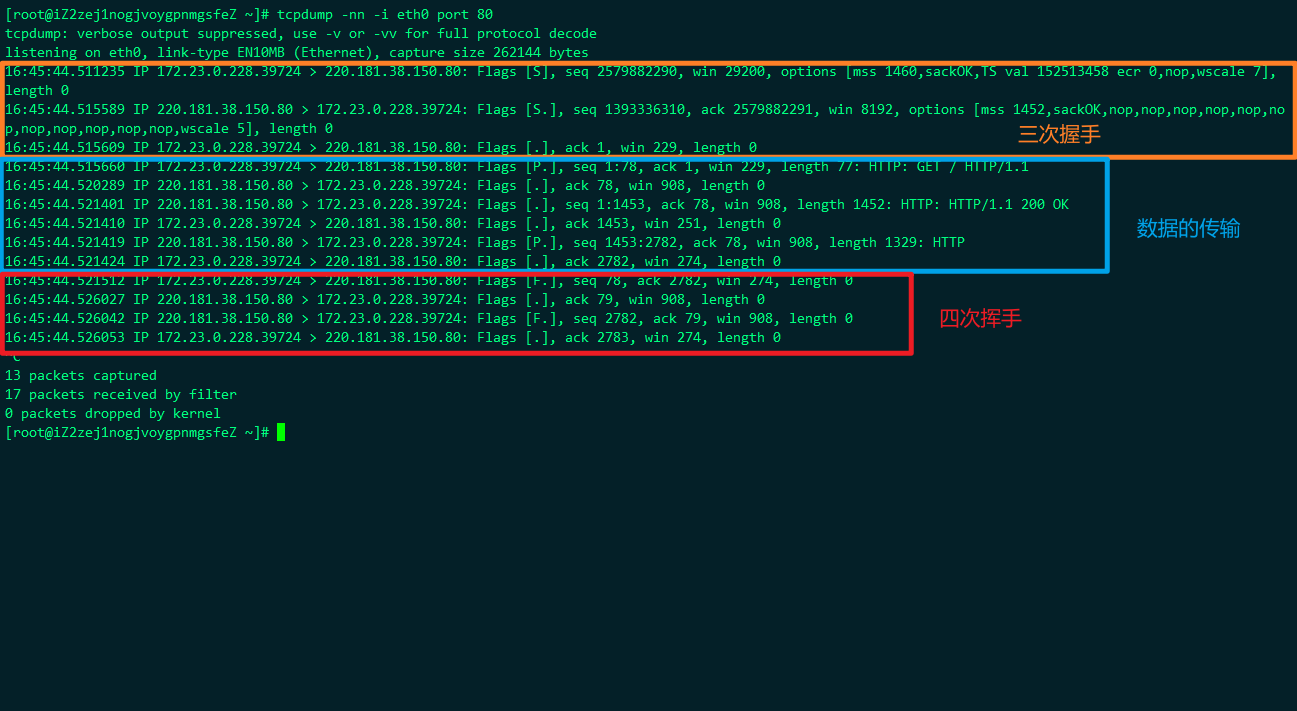 [root@iZ2zej1nogjvoygpnmgsfeZ ~]# tcpdump -nn -i eth0 port 80
tcpdump: verbose output suppressed, use -v or -vv for full protocol decode
listening on eth0, link-type EN10MB (Ethernet), capture size 262144 bytes
16:45:44.511235 IP 172.23.0.228.39724 > 220.181.38.150.80: Flags [S], seq 2579882290, win 29200, options [mss 1460,sackOK,TS val 152513458 ecr 0,nop,wscale 7],
length 0
16:45:44.515589 IP 220.181.38.150.80 > 172.23.0.228.39724: Flags [S.], seq 1393336310, ack 2579882291, win 8192, options [mss 1452,sackOK,nop,nop,nop,nop,nop,no
p,nop,nop,nop,nop,nop,wscale 5], length 0
三次握手
16:45:44.515609 IP 172.23.0.228.39724 > 220.181.38.150.80: Flags [.], ack 1, win 229, length 0
16:45:44.515660 IP 172.23.0.228.39724 > 220.181.38.150.80: Flags [P.], seq 1:78, ack 1, win 229, length 77: HTTP: GET / HTTP/1.1
16:45:44.520289 IP 220.181.38.150.80 > 172.23.0.228.39724: Flags [.], ack 78, win 908, length 0
16:45:44.521401 IP 220.181.38.150.80 > 172.23.0.228.39724: Flags [.], seq 1:1453, ack 78, win 908, length 1452: HTTP: HTTP/1.1 200 OK
16:45:44.521410 IP 172.23.0.228.39724 > 220.181.38.150.80: Flags [.], ack 1453, win 251, length 0
数据的传输
16:45:44.521419 IP 220.181.38.150.80 > 172.23.0.228.39724: Flags [P.], seq 1453:2782, ack 78, win 908, length 1329: HTTP
16:45:44.521424 IP 172.23.0.228.39724 > 220.181.38.150.80: Flags [.], ack 2782, win 274, length 0
16:45:44.521512 IP 172.23.0.228.39724 > 220.181.38.150.80: Flags [F.], seq 78, ack 2782, win 274, length 0
16:45:44.526027 IP 220.181.38.150.80 > 172.23.0.228.39724: Flags [.], ack 79, win 908, length 0
16:45:44.526042 IP 220.181.38.150.80 > 172.23.0.228.39724: Flags [F.], seq 2782, ack 79, win 908, length 0
四次挥手
16:45:44.526053 IP 172.23.0.228.39724 > 220.181.38.150.80: Flags [.], ack 2783, win 274, length 0
^C
13 packets captured
17 packets received by filter
0 packets dropped by kernel
[root@iZ2zej1nogjvoygpnmgsfeZ ~]#